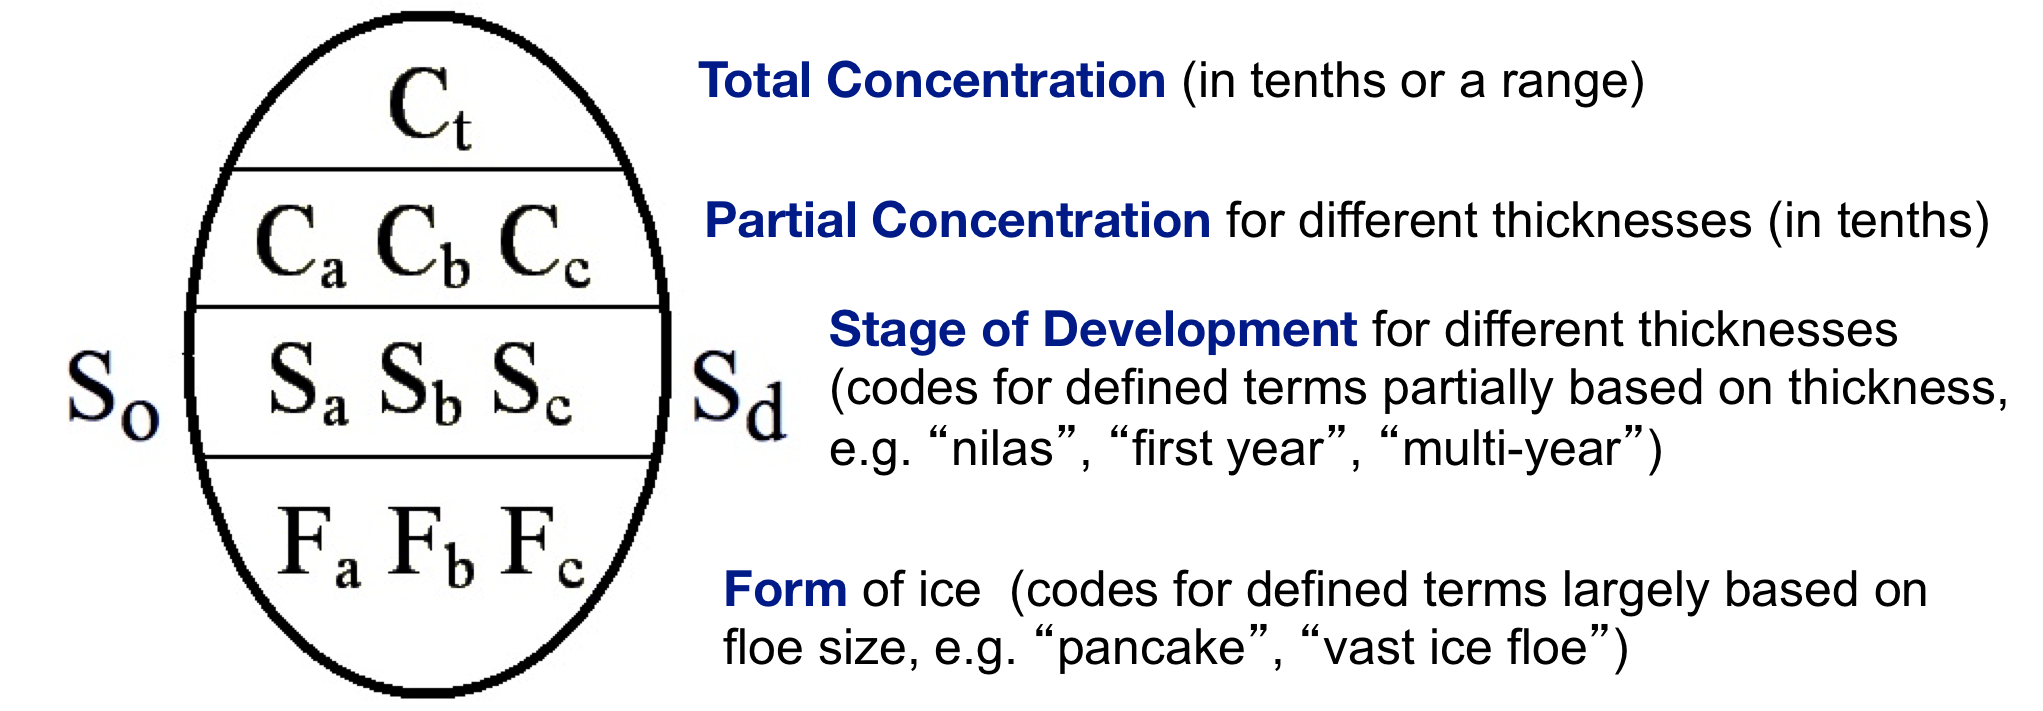 C_t
Total Concentration (in tenths or a range)
C_a C_b C_c
Partial Concentration for different thicknesses (in tenths)
S_o S_a S_b S_c S_d
Stage of Development for different thicknesses
(codes for defined terms partially based on thickness,
e.g. “nilas”, “first year”, “multi-year”)
F_a F_b F_c
Form of ice (codes for defined terms largely based on
floe size, e.g. “pancake”, “vast ice floe”)